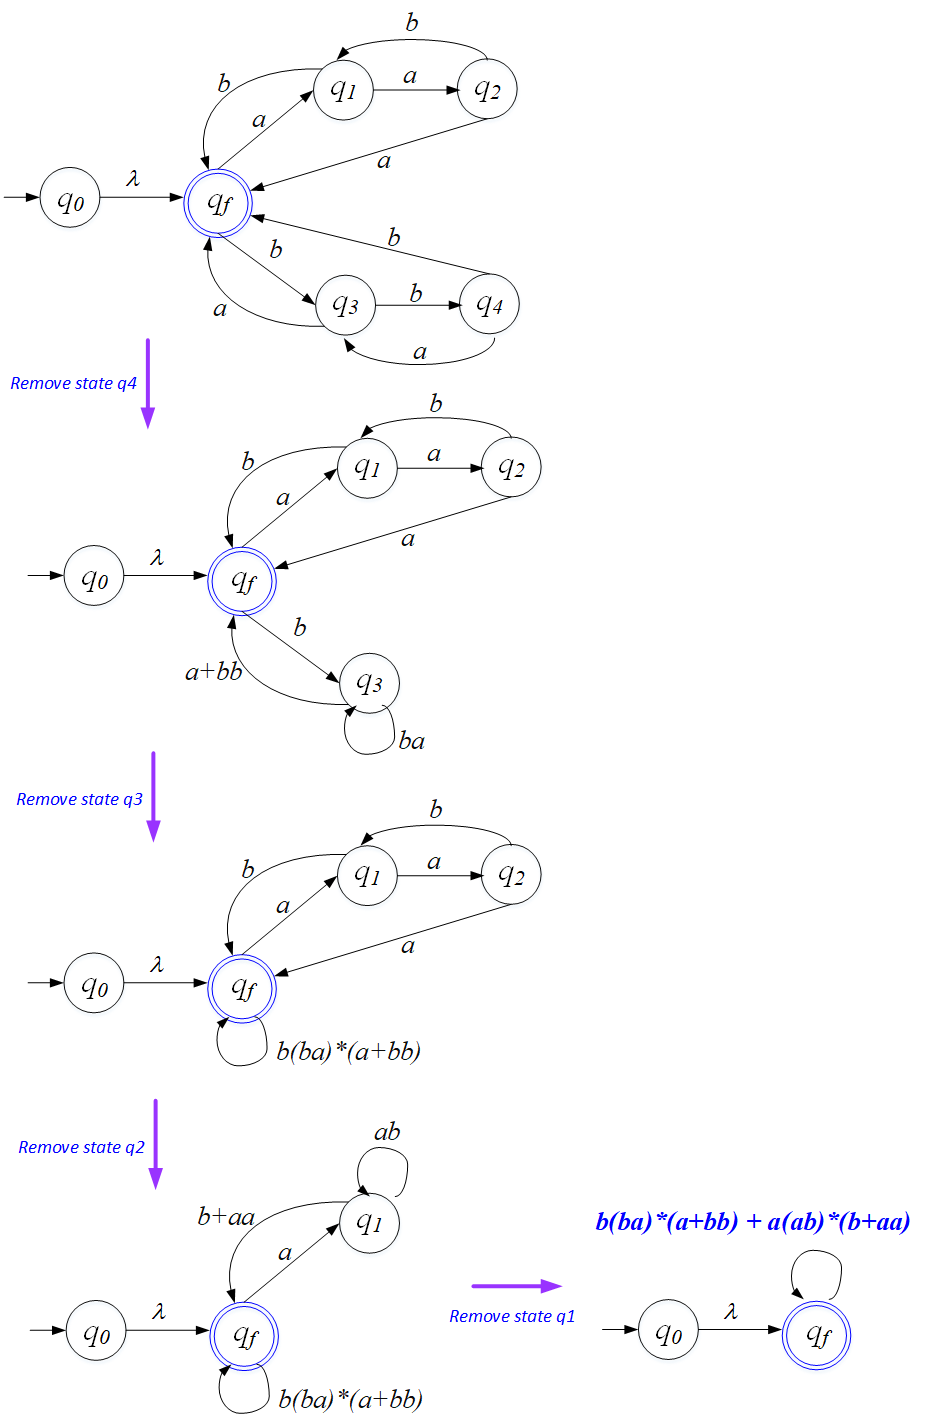 b
q1 a q2
b
a
a
λ
q0 qf
b
b
q3 b q4
a
a
Remove state q4
b
b
q1 a q2
a
a
λ
q0 qf
b
a+bb
q3
ba
Remove state q3
b
b
q1 a q2
a
a
λ
q0 qf
b(ba)*(a+bb)
Remove state q2
ab
b+aa
q1
a
λ
q0 qf
b(ba)*(a+bb)
Remove state q1
b(ba)*(a+bb) + a(ab)*(b+aa)
λ
q0 qf